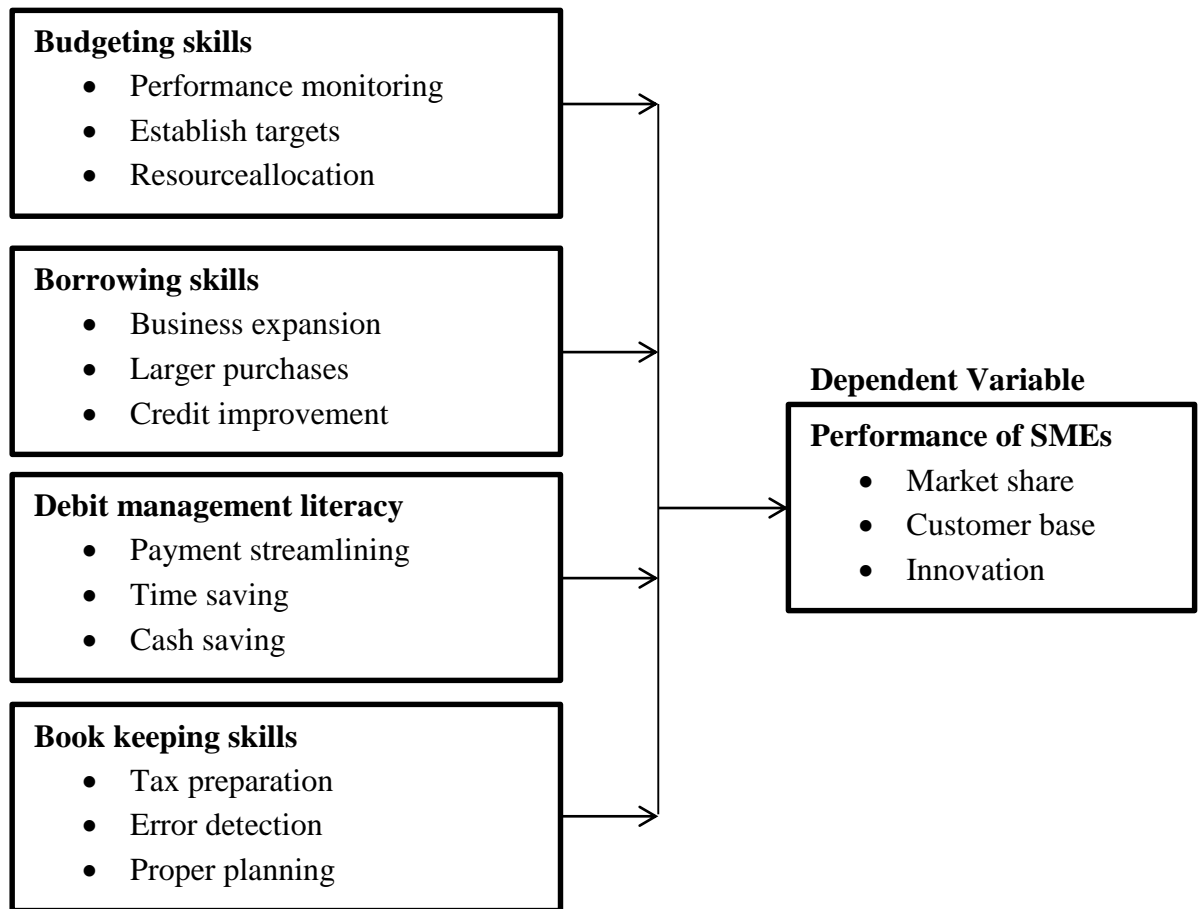 Budgeting skills
• Performance monitoring
• Establish targets
• Resourceallocation
Borrowing skills
• Business expansion
• Larger purchases
• Credit improvement
Debit management literacy
• Payment streamlining
• Time saving
• Cash saving
Book keeping skills
• Tax preparation
• Error detection
• Proper planning
Dependent Variable
Performance of SMEs
• Market share
• Customer base
• Innovation